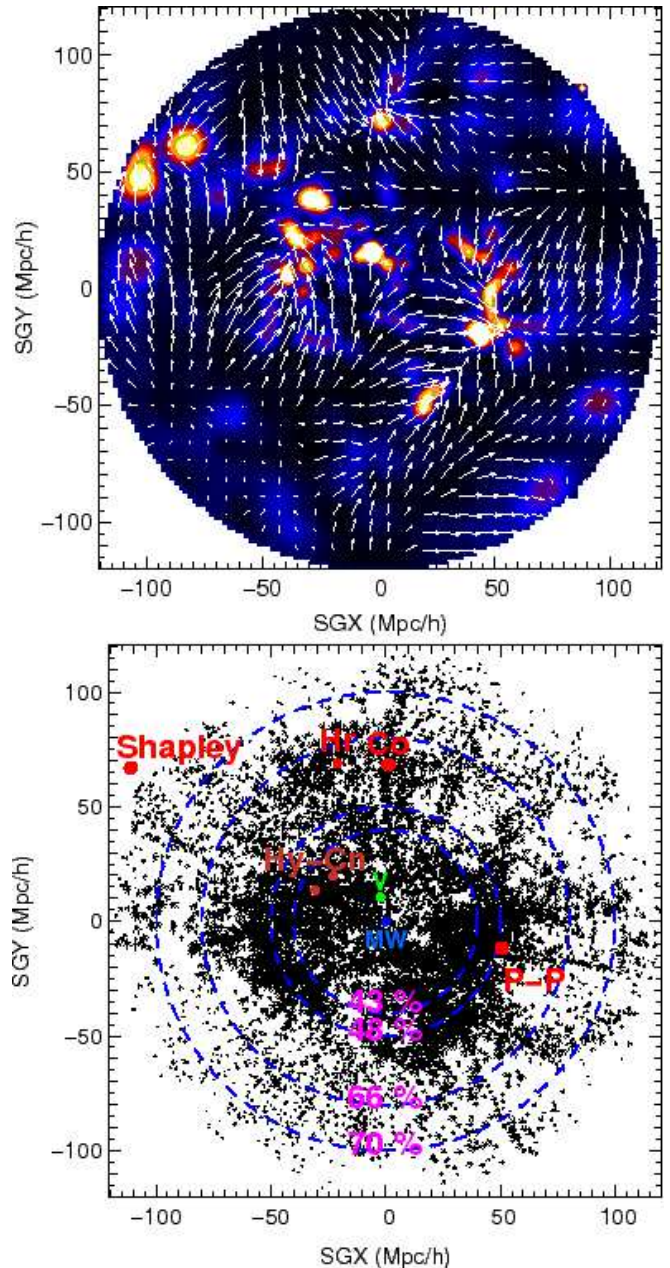 100
50
0
−50
−100
SGY (Mpc/h)
−100 −50 0 50 100
SGX (Mpc/h)
100
50
0
−50
−100
SGY (Mpc/h)
Shapley
Hr Co
Hy−Cn
V
MW
P−P
43 %
48 %
66 %
70 %
−100 −50 0 50 100
SGX (Mpc/h)